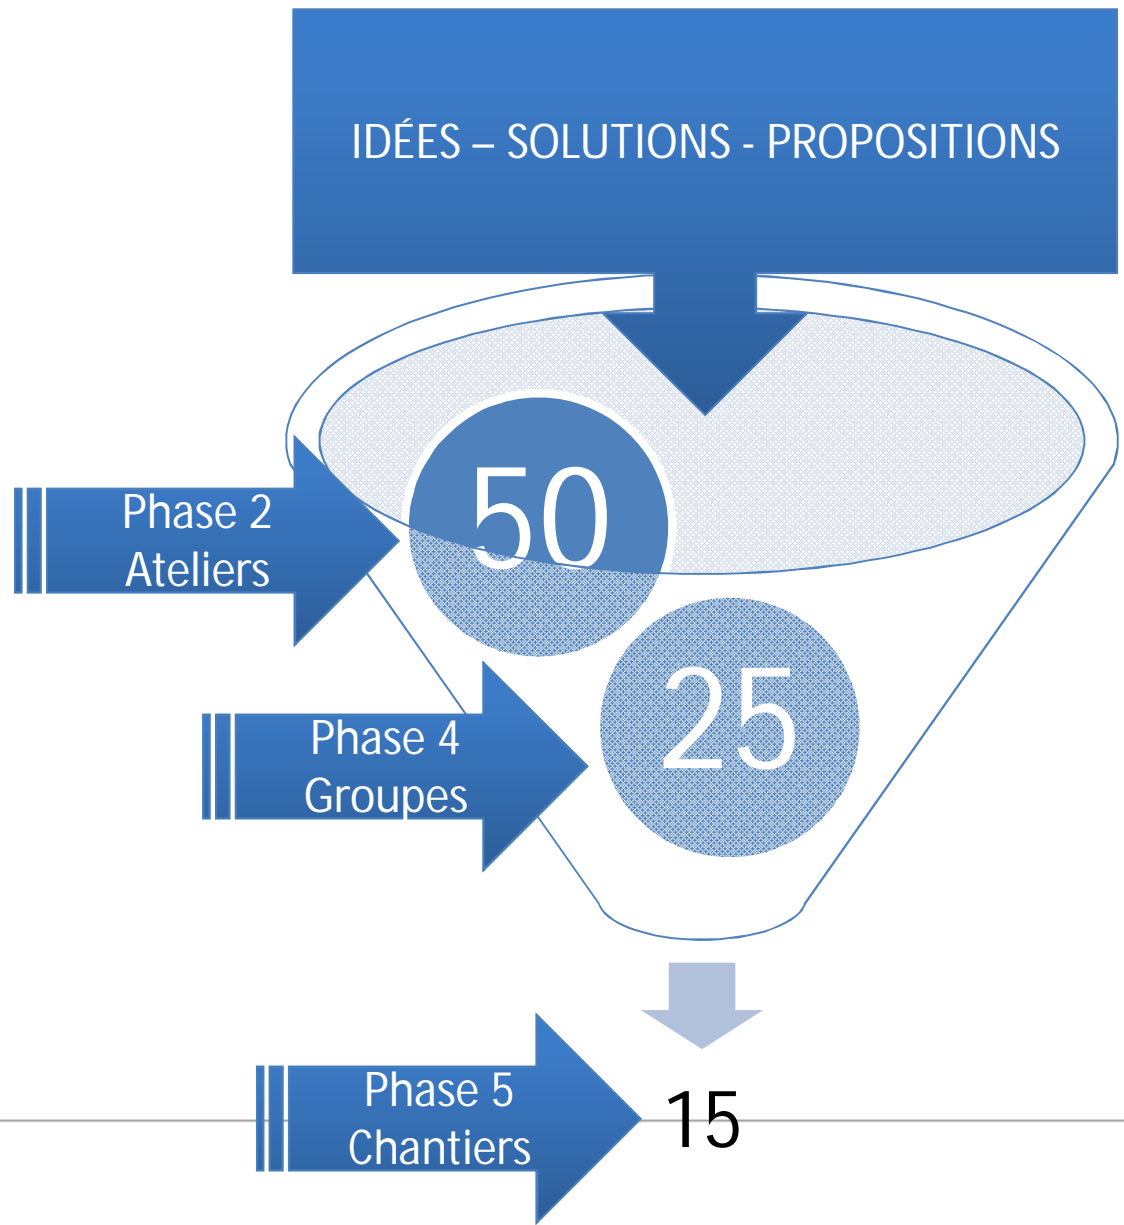 IDÉES – SOLUTIONS - PROPOSITIONS
Phase 2
Ateliers
50
Phase 4
Groupes
25
Phase 5
Chantiers
15